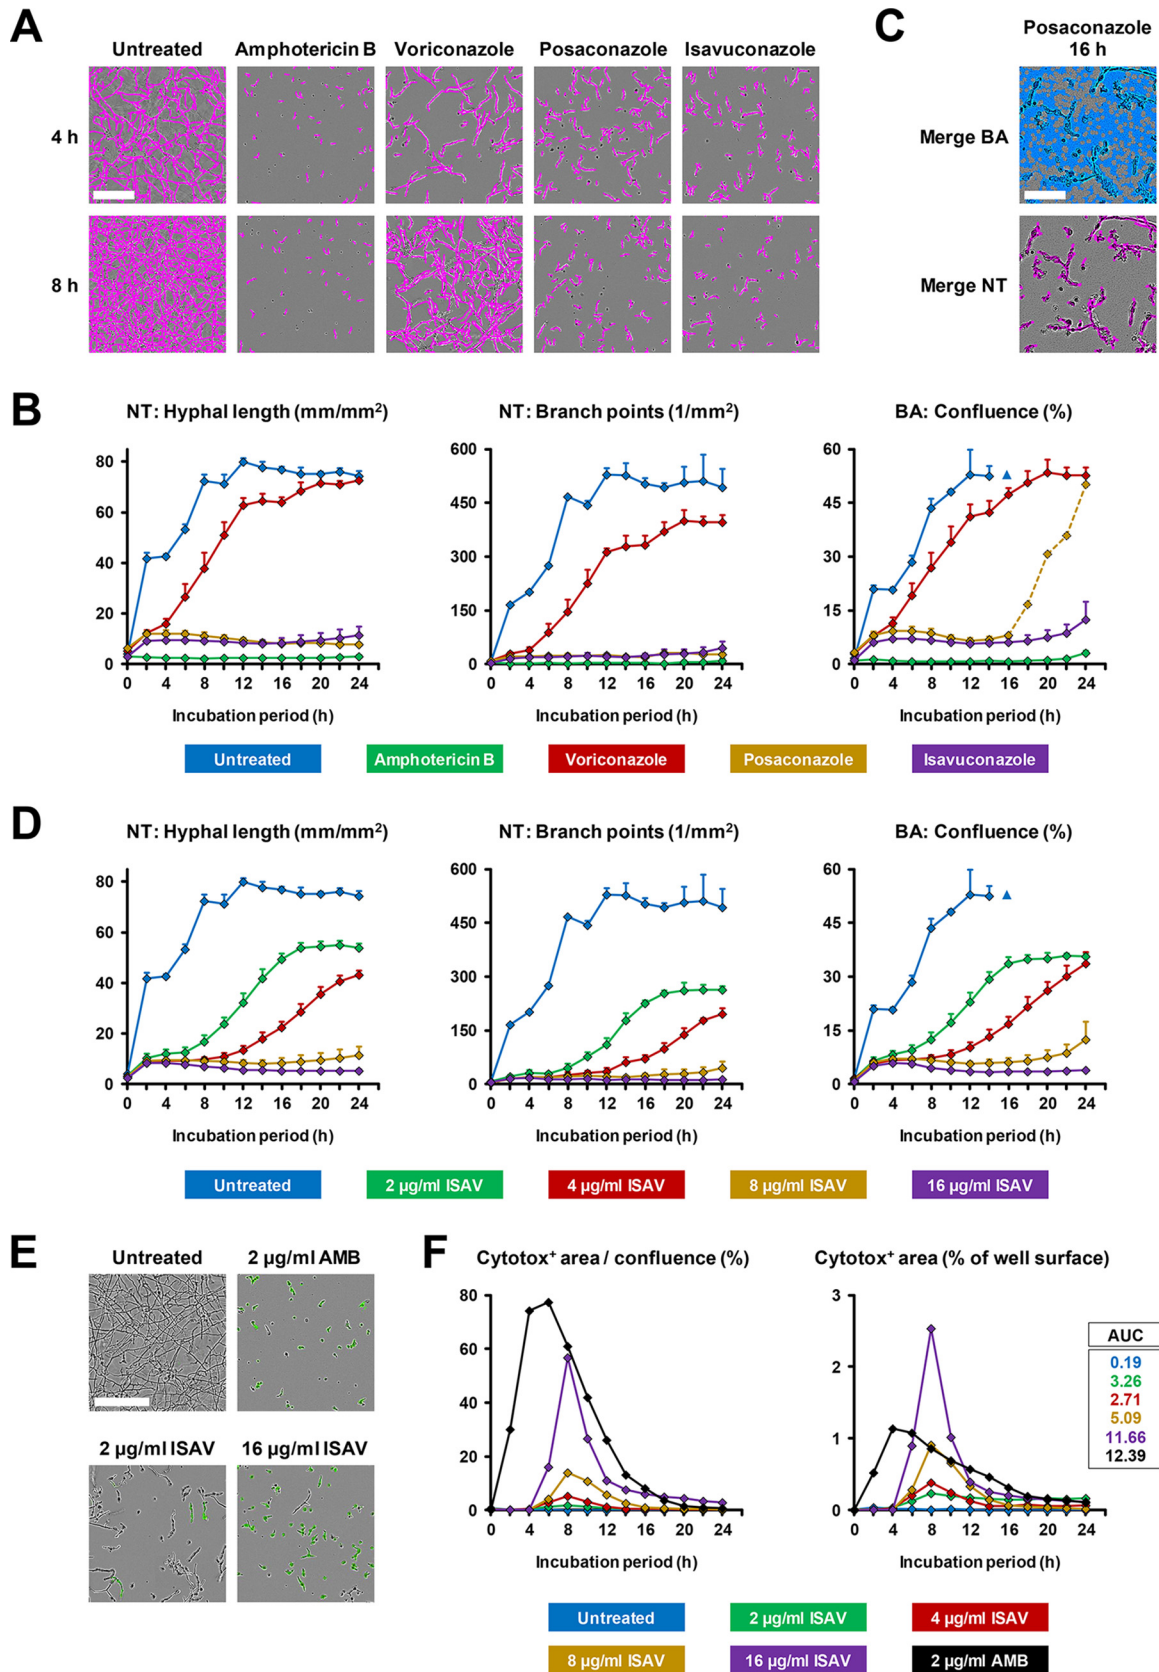 A
Untreated
Amphotericin B
Voriconazole
Posaconazole
Isavuconazole
4 h
8 h
C
Posaconazole
16 h
Merge BA
Merge NT
B
NT: Hyphal length (mm/mm²)
80
60
40
20
0
0 4 8 12 16 20 24
Incubation period (h)
NT: Branch points (1/mm²)
600
450
300
150
0
0 4 8 12 16 20 24
Incubation period (h)
BA: Confluence (%)
60
45
30
15
0
0 4 8 12 16 20 24
Incubation period (h)
Untreated
Amphotericin B
Voriconazole
Posaconazole
Isavuconazole
D
NT: Hyphal length (mm/mm²)
80
60
40
20
0
0 4 8 12 16 20 24
Incubation period (h)
NT: Branch points (1/mm²)
600
450
300
150
0
0 4 8 12 16 20 24
Incubation period (h)
BA: Confluence (%)
60
45
30
15
0
0 4 8 12 16 20 24
Incubation period (h)
Untreated
2 µg/ml ISAV
4 µg/ml ISAV
8 µg/ml ISAV
16 µg/ml ISAV
E
Untreated
2 µg/ml AMB
2 µg/ml ISAV
16 µg/ml ISAV
F
Cytotox⁺ area / confluence (%)
80
60
40
20
0
0 4 8 12 16 20 24
Incubation period (h)
Cytotox⁺ area (% of well surface)
3
2
1
0
0 4 8 12 16 20 24
Incubation period (h)
AUC
0.19
3.26
2.71
5.09
11.66
12.39
Untreated
2 µg/ml ISAV
4 µg/ml ISAV
8 µg/ml ISAV
16 µg/ml ISAV
2 µg/ml AMB